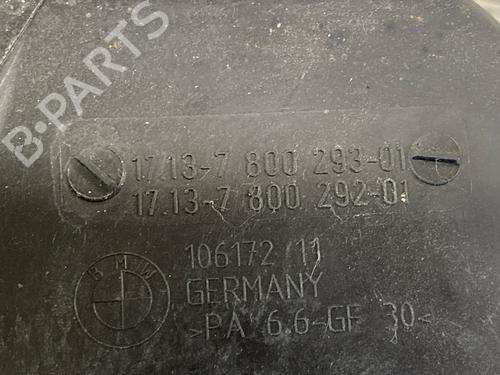 B-PARTS
17.13-7 800 293-01
17.13-7 800 292-01
BMW
106172 11
GERMANY
>PA 6.6-GF 30<